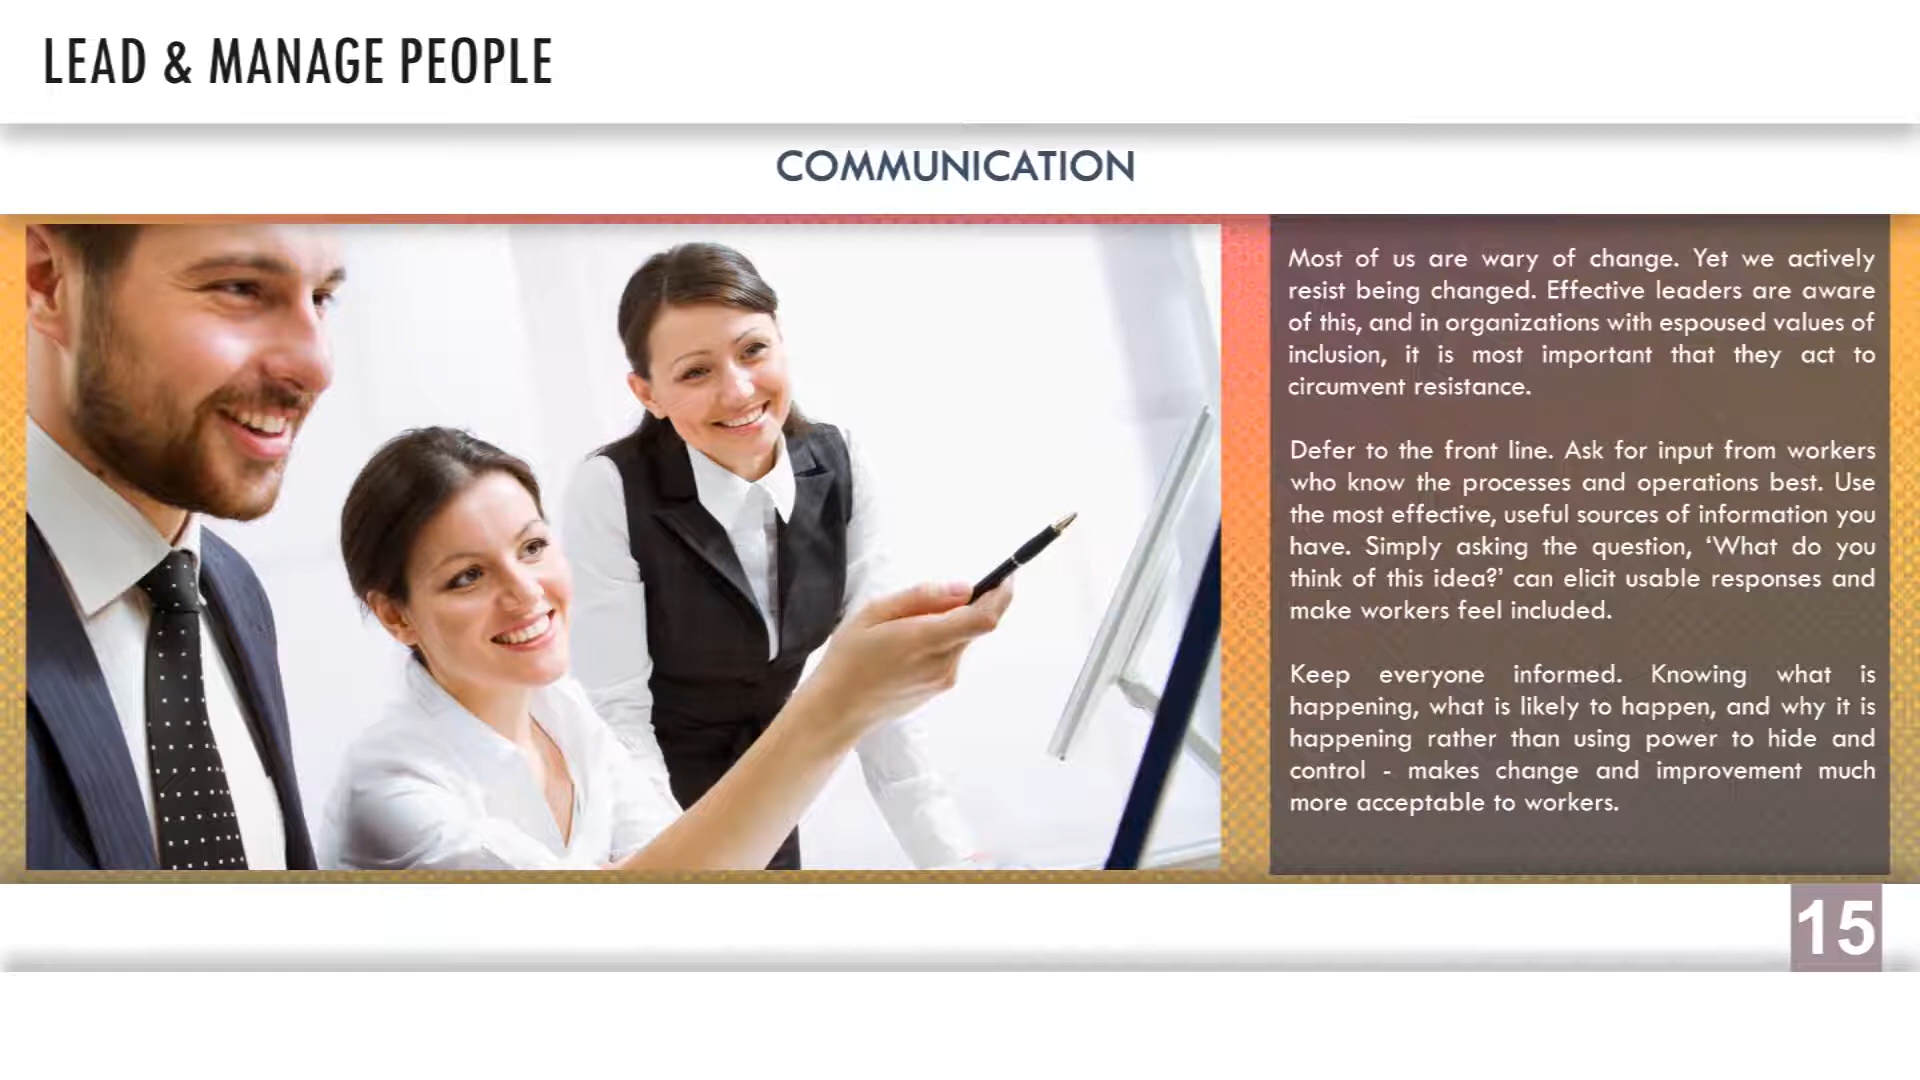 LEAD & MANAGE PEOPLE
COMMUNICATION
Most of us are wary of change. Yet we actively
resist being changed. Effective leaders are aware
of this, and in organizations with espoused values of
inclusion, it is most important that they act to
circumvent resistance.
Defer to the front line. Ask for input from workers
who know the processes and operations best. Use
the most effective, useful sources of information you
have. Simply asking the question, ‘What do you
think of this idea?’ can elicit usable responses and
make workers feel included.
Keep everyone informed. Knowing what is
happening, what is likely to happen, and why it is
happening rather than using power to hide and
control - makes change and improvement much
more acceptable to workers.
15